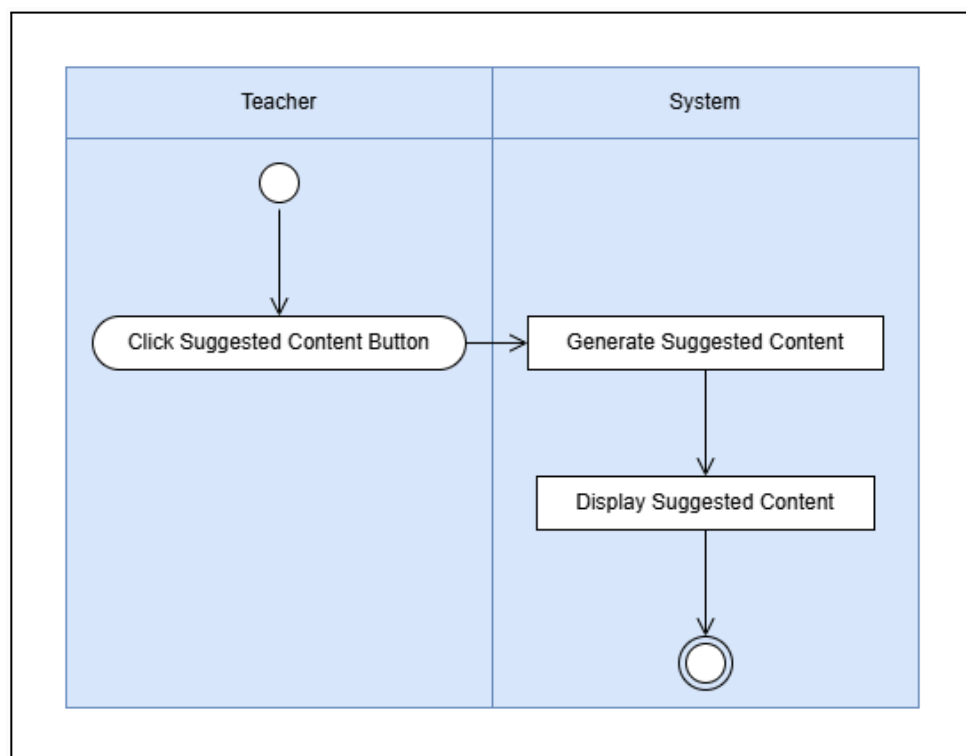 Teacher
System
Click Suggested Content Button
Generate Suggested Content
Display Suggested Content